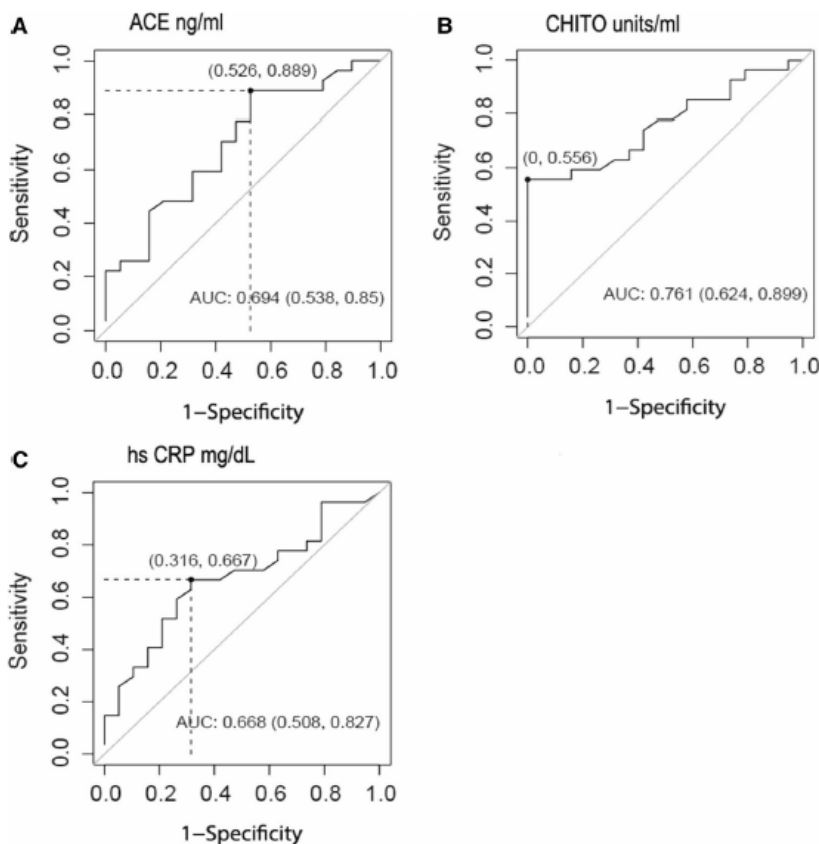 A
ACE ng/ml
(0.526, 0.889)
Sensitivity
1.0
0.8
0.6
0.4
0.2
0.0
AUC: 0.694 (0.538, 0.85)
0.0 0.2 0.4 0.6 0.8 1.0
1−Specificity
B
CHITO units/ml
(0, 0.556)
Sensitivity
1.0
0.8
0.6
0.4
0.2
0.0
AUC: 0.761 (0.624, 0.899)
0.0 0.2 0.4 0.6 0.8 1.0
1−Specificity
C
hs CRP mg/dL
(0.316, 0.667)
Sensitivity
1.0
0.8
0.6
0.4
0.2
0.0
AUC: 0.668 (0.508, 0.827)
0.0 0.2 0.4 0.6 0.8 1.0
1−Specificity